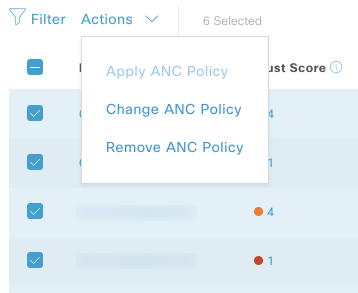 Filter Actions 6 Selected
Apply ANC Policy
ust Score
Change ANC Policy
4
Remove ANC Policy
1
4
1